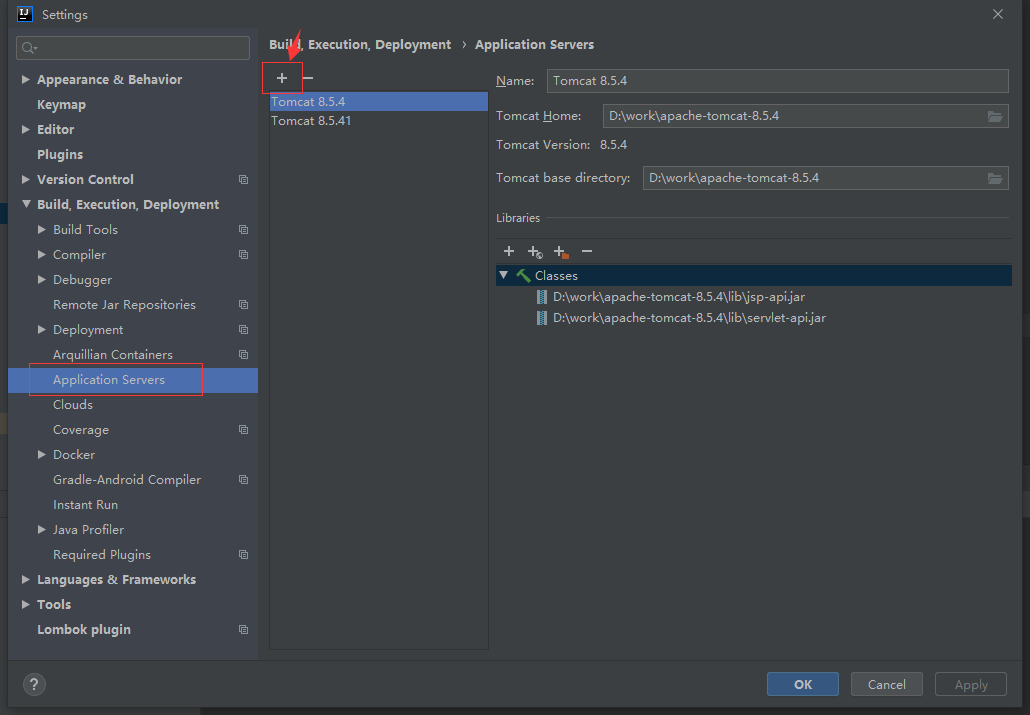 Settings
Build, Execution, Deployment › Application Servers
Appearance & Behavior
Keymap
Editor
Plugins
Version Control
Build, Execution, Deployment
Build Tools
Compiler
Debugger
Remote Jar Repositories
Deployment
Arquillian Containers
Application Servers
Clouds
Coverage
Docker
Gradle-Android Compiler
Instant Run
Java Profiler
Required Plugins
Languages & Frameworks
Tools
Lombok plugin
Tomcat 8.5.4
Tomcat 8.5.41
Name: Tomcat 8.5.4
Tomcat Home: D:\work\apache-tomcat-8.5.4
Tomcat Version: 8.5.4
Tomcat base directory: D:\work\apache-tomcat-8.5.4
Libraries
Classes
D:\work\apache-tomcat-8.5.4\lib\jsp-api.jar
D:\work\apache-tomcat-8.5.4\lib\servlet-api.jar
? OK Cancel Apply